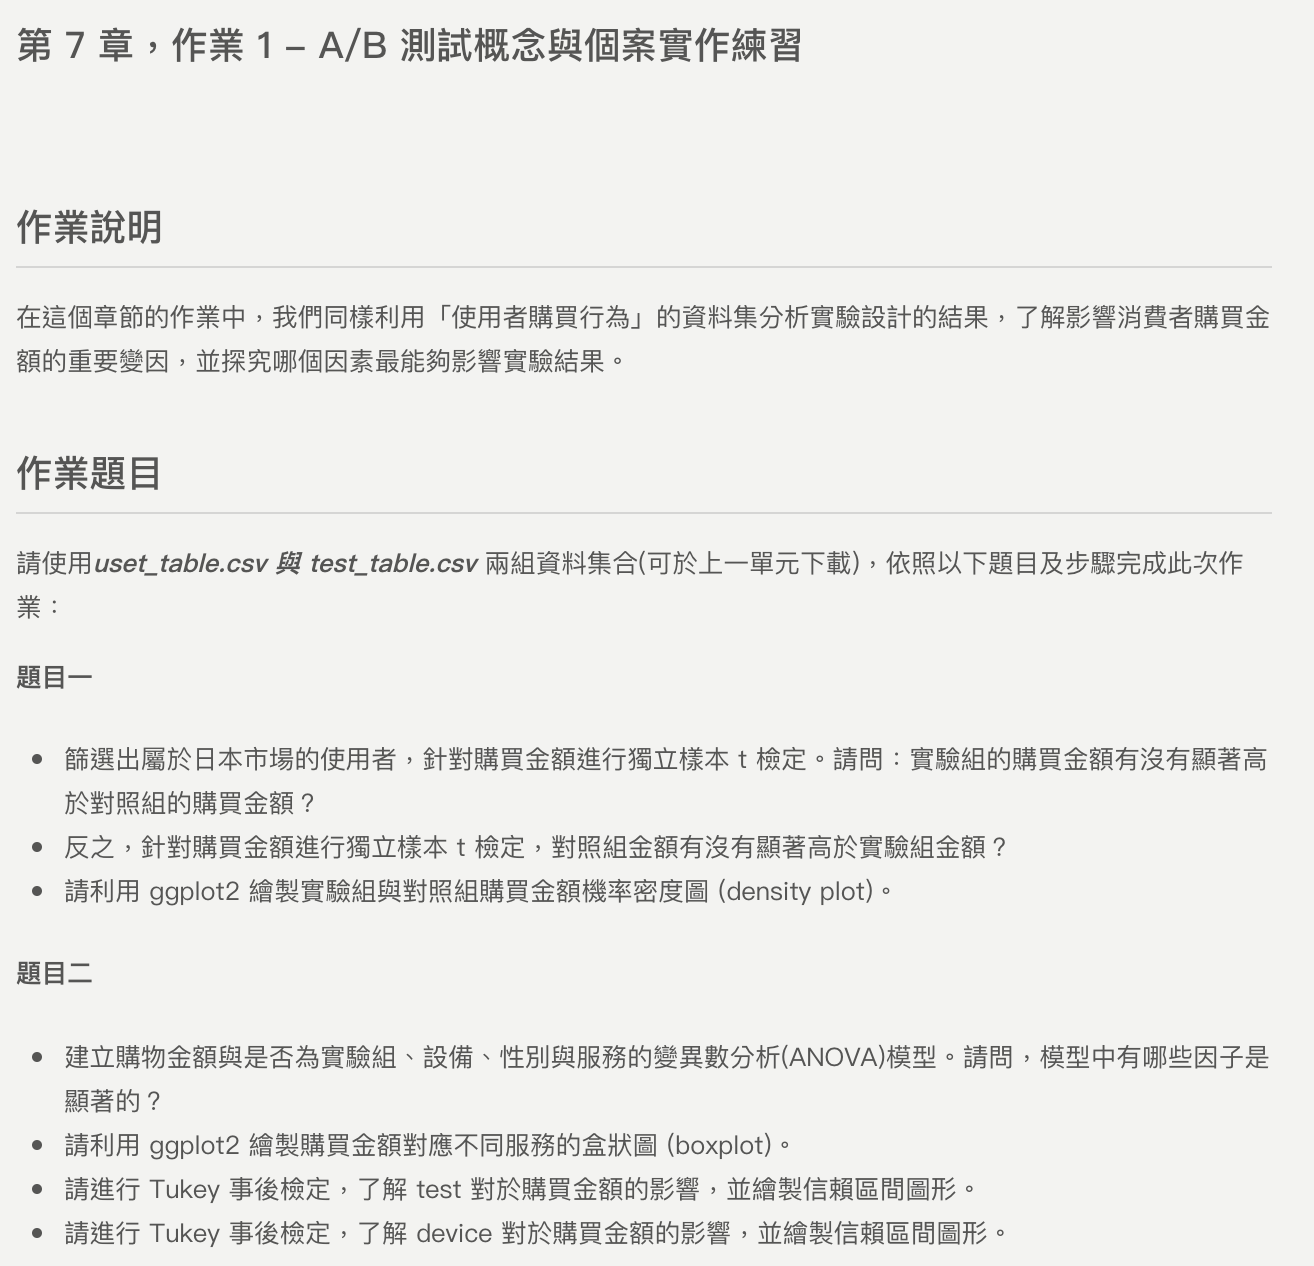 第 7 章，作業 1 – A/B 測試概念與個案實作練習
作業說明
在這個章節的作業中，我們同樣利用「使用者購買行為」的資料集分析實驗設計的結果，了解影響消費者購買金
額的重要變因，並探究哪個因素最能夠影響實驗結果。
作業題目
請使用uset_table.csv 與 test_table.csv 兩組資料集合(可於上一單元下載)，依照以下題目及步驟完成此次作
業：
題目一
• 篩選出屬於日本市場的使用者，針對購買金額進行獨立樣本 t 檢定。請問：實驗組的購買金額有沒有顯著高
於對照組的購買金額？
• 反之，針對購買金額進行獨立樣本 t 檢定，對照組金額有沒有顯著高於實驗組金額？
• 請利用 ggplot2 繪製實驗組與對照組購買金額機率密度圖 (density plot)。
題目二
• 建立購物金額與是否為實驗組、設備、性別與服務的變異數分析(ANOVA)模型。請問，模型中有哪些因子是
顯著的？
• 請利用 ggplot2 繪製購買金額對應不同服務的盒狀圖 (boxplot)。
• 請進行 Tukey 事後檢定，了解 test 對於購買金額的影響，並繪製信賴區間圖形。
• 請進行 Tukey 事後檢定，了解 device 對於購買金額的影響，並繪製信賴區間圖形。